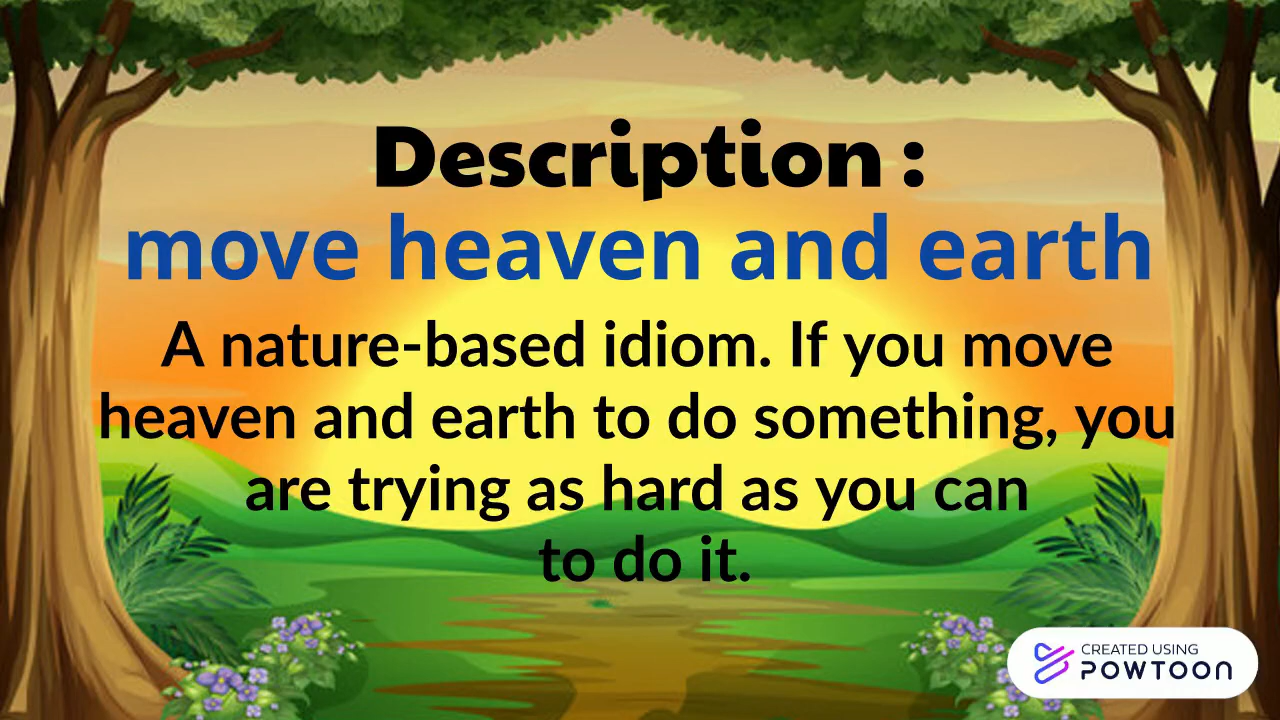 Description :
move heaven and earth
A nature-based idiom. If you move
heaven and earth to do something, you
are trying as hard as you can
to do it.
CREATED USING
POWTOON